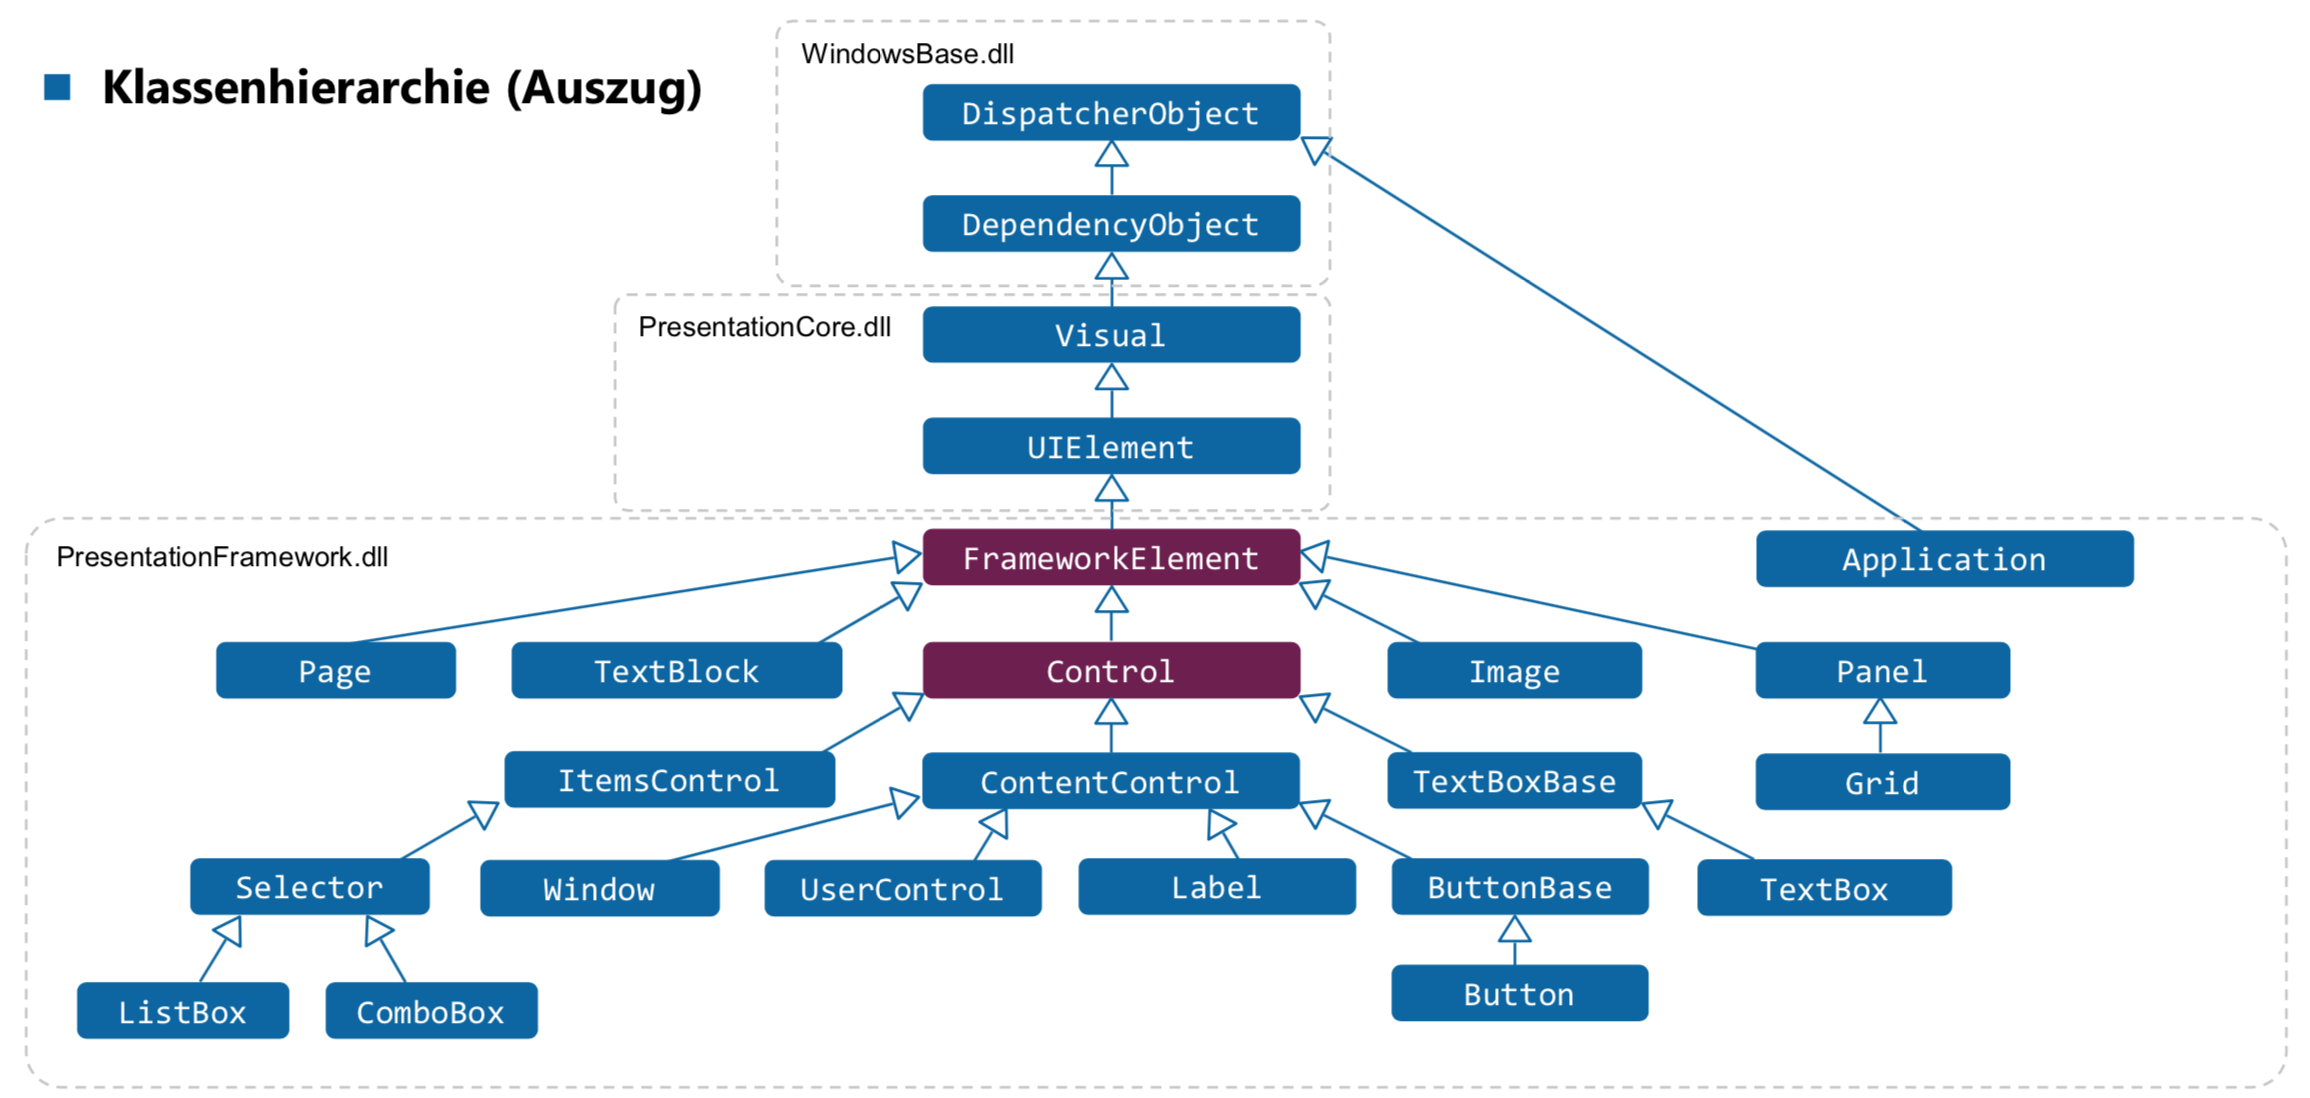 Klassenhierarchie (Auszug)
WindowsBase.dll
DispatcherObject
DependencyObject
PresentationCore.dll
Visual
UIElement
PresentationFramework.dll
FrameworkElement
Application
Page
TextBlock
Control
Image
Panel
ItemsControl
ContentControl
TextBoxBase
Grid
Selector
Window
UserControl
Label
ButtonBase
TextBox
ListBox
ComboBox
Button